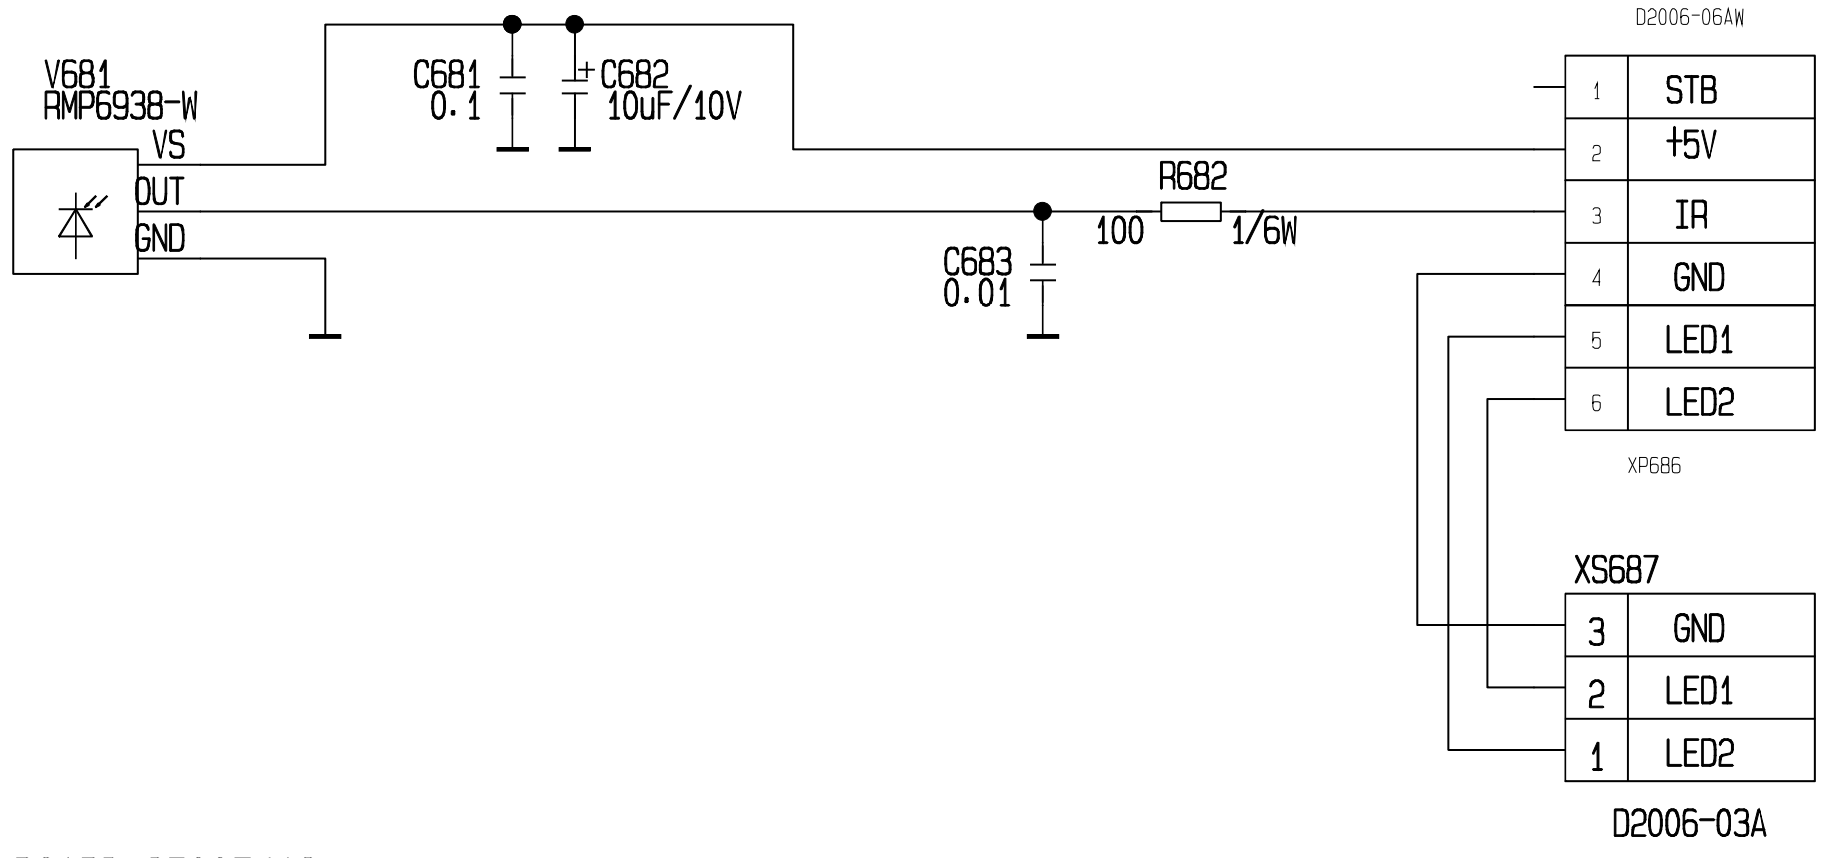 D2006-06AW
V681
RMP6938-W
VS
OUT
GND
C681
0.1
+
C682
10uF/10V
R682
100
1/6W
C683
0.01
1 STB
2 +5V
3 IR
4 GND
5 LED1
6 LED2
XP686
XS687
3 GND
2 LED1
1 LED2
D2006-03A